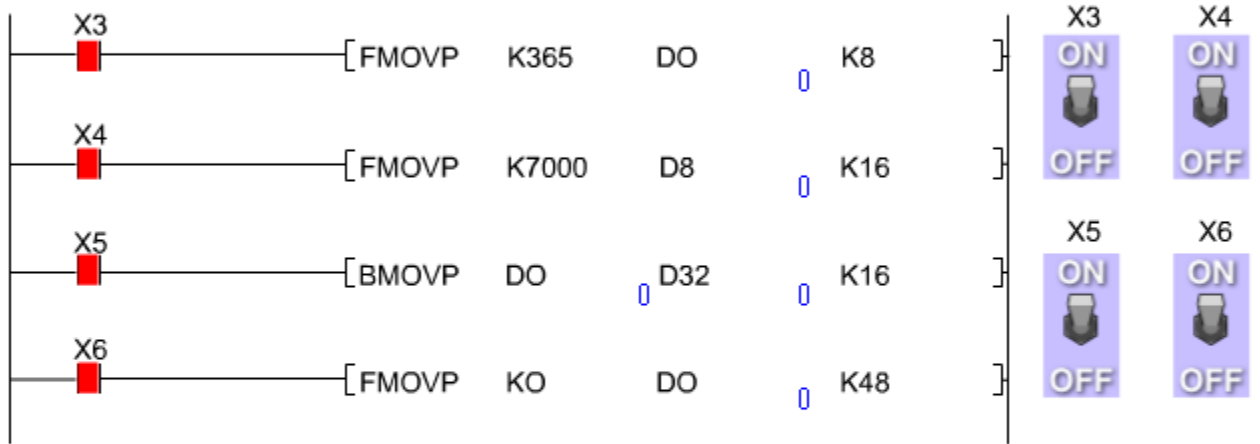 X3
FMOVP K365 DO K8
0
X4
FMOVP K7000 D8 K16
0
X5
BMOVP DO D32 K16
0 0
X6
FMOVP KO DO K48
0
X3 X4
ON ON
OFF OFF
X5 X6
ON ON
OFF OFF